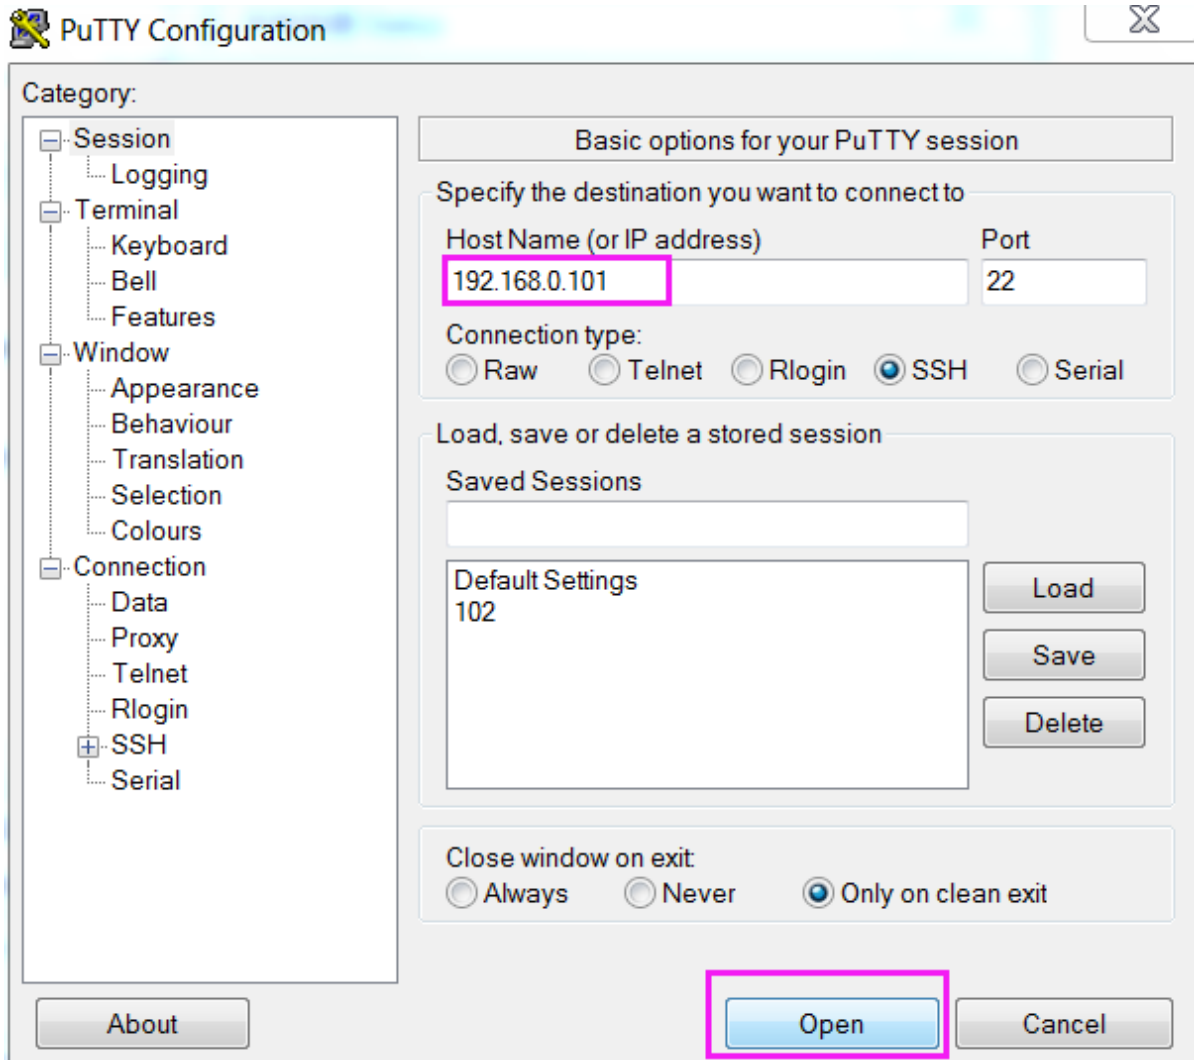 PuTTY Configuration
Category:
Session
Logging
Terminal
Keyboard
Bell
Features
Window
Appearance
Behaviour
Translation
Selection
Colours
Connection
Data
Proxy
Telnet
Rlogin
SSH
Serial
Basic options for your PuTTY session
Specify the destination you want to connect to
Host Name (or IP address) Port
192.168.0.101 22
Connection type:
Raw Telnet Rlogin SSH Serial
Load, save or delete a stored session
Saved Sessions
Default Settings
102
Load
Save
Delete
Close window on exit:
Always Never Only on clean exit
About Open Cancel